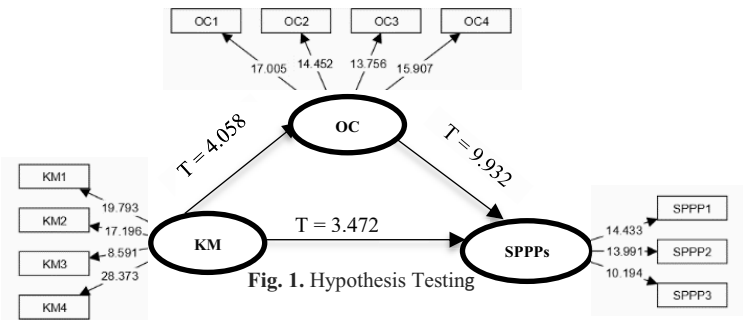 OC1 OC2 OC3 OC4
17.005 14.452 13.756 15.907
OC
T = 4.058
T = 9.932
KM1
KM2
KM3
KM4
19.793
17.196
8.591
28.373
KM
T = 3.472
SPPPs
14.433
13.991
10.194
SPPP1
SPPP2
SPPP3
Fig. 1. Hypothesis Testing